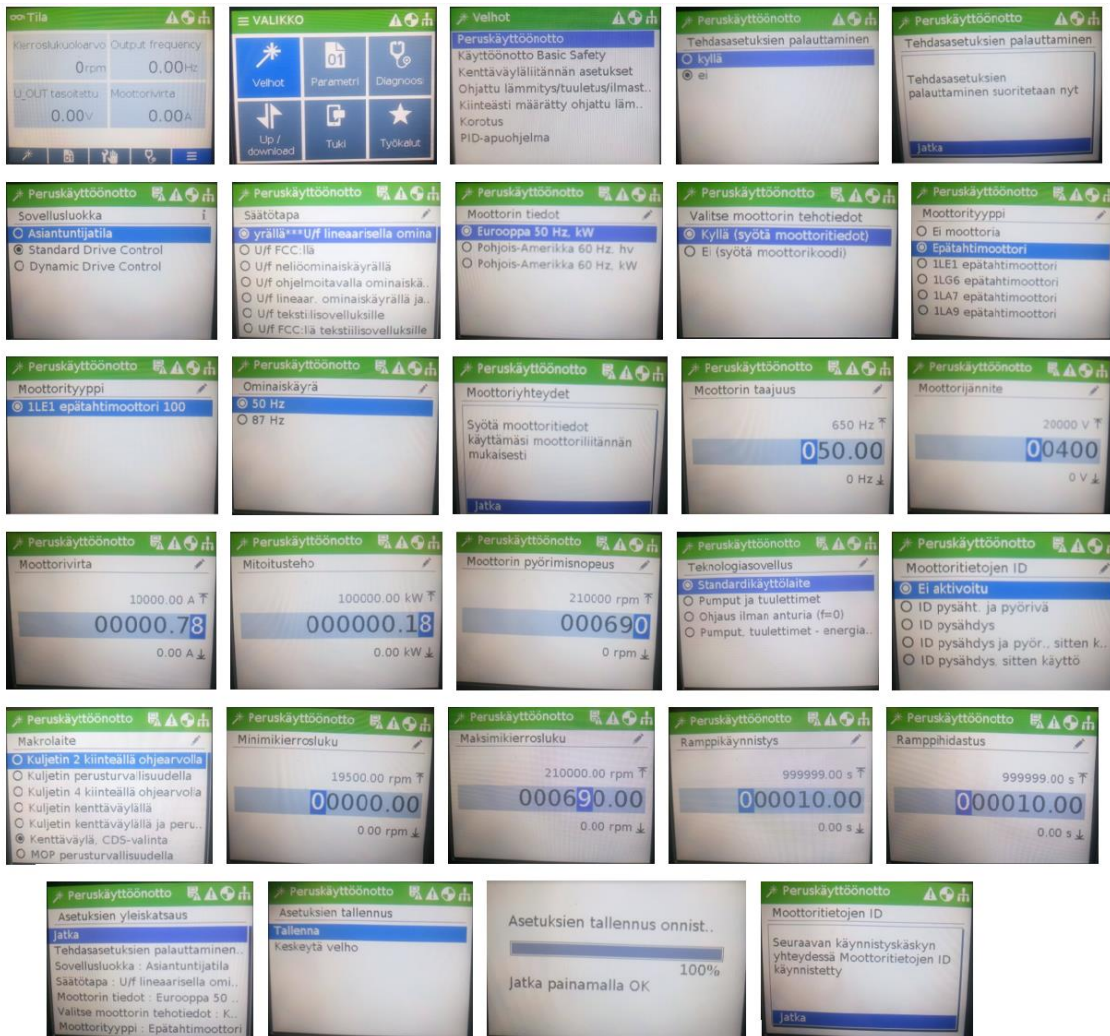 Tila
Kierroslukuoloarvo Output frequency
0rpm 0.00Hz
U_OUT tasoitettu Moottorivirta
0.00V 0.00A
VALIKKO
01
Velhot Parametri Diagnoosi
Up / download Tuki Työkalut
Velhot
Peruskäyttöönotto
Käyttöönotto Basic Safety
Kenttäväyläliitännän asetukset
Ohjattu lämmitys/tuuletus/ilmast..
Kiinteästi määrätty ohjattu läm..
Korotus
PID-apuohjelma
Peruskäyttöönotto
Tehdasasetuksien palauttaminen
kyllä
ei
Peruskäyttöönotto
Tehdasasetuksien palauttaminen
Tehdasasetuksien
palauttaminen suoritetaan nyt
Jatka
Peruskäyttöönotto
Sovellusluokka i
Asiantuntijatila
Standard Drive Control
Dynamic Drive Control
Peruskäyttöönotto
Säätötapa
yrällä***U/f lineaarisella omina
U/f FCC:llä
U/f neliöominaiskäyrällä
U/f ohjelmoitavalla ominaiskä..
U/f lineaar. ominaiskäyrällä ja..
U/f tekstiilisovelluksille
U/f FCC:llä tekstiilisovelluksille
Peruskäyttöönotto
Moottorin tiedot
Eurooppa 50 Hz, kW
Pohjois-Amerikka 60 Hz, hv
Pohjois-Amerikka 60 Hz, kW
Peruskäyttöönotto
Valitse moottorin tehotiedot
Kyllä (syötä moottoritiedot)
Ei (syötä moottorikoodi)
Peruskäyttöönotto
Moottorityyppi
Ei moottoria
Epätahtimoottori
1LE1 epätahtimoottori
1LG6 epätahtimoottori
1LA7 epätahtimoottori
1LA9 epätahtimoottori
Peruskäyttöönotto
Moottorityyppi
1LE1 epätahtimoottori 100
Peruskäyttöönotto
Ominaiskäyrä
50 Hz
87 Hz
Peruskäyttöönotto
Moottoriyhteydet
Syötä moottoritiedot
käyttämäsi moottoriliitännän
mukaisesti
Jatka
Peruskäyttöönotto
Moottorin taajuus
650 Hz
050.00
0 Hz
Peruskäyttöönotto
Moottorijännite
20000 V
00400
0 V
Peruskäyttöönotto
Moottorivirta
10000.00 A
00000.78
0.00 A
Peruskäyttöönotto
Mitoitusteho
100000.00 kW
000000.18
0.00 kW
Peruskäyttöönotto
Moottorin pyörimisnopeus
210000 rpm
000690
0 rpm
Peruskäyttöönotto
Teknologiasovellus
Standardikäyttölaite
Pumput ja tuulettimet
Ohjaus ilman anturia (f=0)
Pumput, tuulettimet - energia..
Peruskäyttöönotto
Moottoritietojen ID
Ei aktivoitu
ID pysäht. ja pyörivä
ID pysähdys
ID pysähdys ja pyör., sitten k..
ID pysähdys, sitten käyttö
Peruskäyttöönotto
Makrolaite
Kuljetin 2 kiinteällä ohjearvolla
Kuljetin perusturvallisuudella
Kuljetin 4 kiinteällä ohjearvolla
Kuljetin kenttäväylällä
Kuljetin kenttäväylällä ja peru..
Kenttäväylä, CDS-valinta
MOP perusturvallisuudella
Peruskäyttöönotto
Minimikierrosluku
19500.00 rpm
00000.00
0.00 rpm
Peruskäyttöönotto
Maksimikierrosluku
210000.00 rpm
000690.00
0.00 rpm
Peruskäyttöönotto
Ramppikäynnistys
999999.00 s
000010.00
0.00 s
Peruskäyttöönotto
Ramppihidastus
999999.00 s
000010.00
0.00 s
Peruskäyttöönotto
Asetuksien yleiskatsaus
Jatka
Tehdasasetuksien palauttaminen..
Sovellusluokka : Asiantuntijatila
Säätötapa : U/f lineaarisella omi..
Moottorin tiedot : Eurooppa 50 ..
Valitse moottorin tehotiedot : K..
Moottorityyppi : Epätahtimoottori
Peruskäyttöönotto
Asetuksien tallennus
Tallenna
Keskeytä velho
Asetuksien tallennus onnist..
100%
Jatka painamalla OK
Peruskäyttöönotto
Moottoritietojen ID
Seuraavan käynnistyskäskyn
yhteydessä Moottoritietojen ID
käynnistetty
Jatka